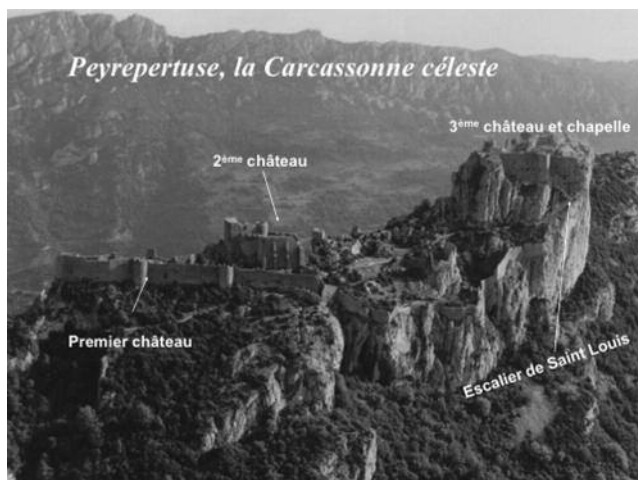 Peyrepertuse, la Carcassonne céleste
3ème château et chapelle
2ème château
Premier château
Escalier de Saint Louis